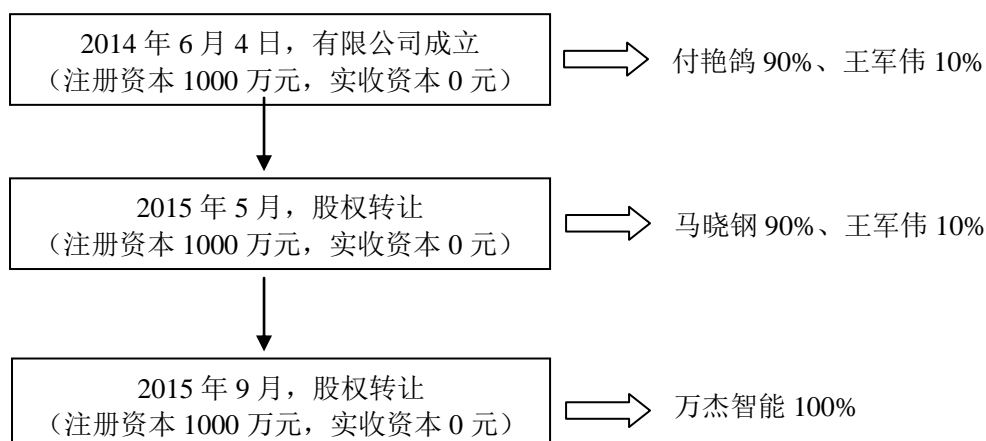 2014 年 6 月 4 日，有限公司成立
（注册资本 1000 万元，实收资本 0 元）
付艳鸽 90%、王军伟 10%
2015 年 5 月，股权转让
（注册资本 1000 万元，实收资本 0 元）
马晓钢 90%、王军伟 10%
2015 年 9 月，股权转让
（注册资本 1000 万元，实收资本 0 元）
万杰智能 100%